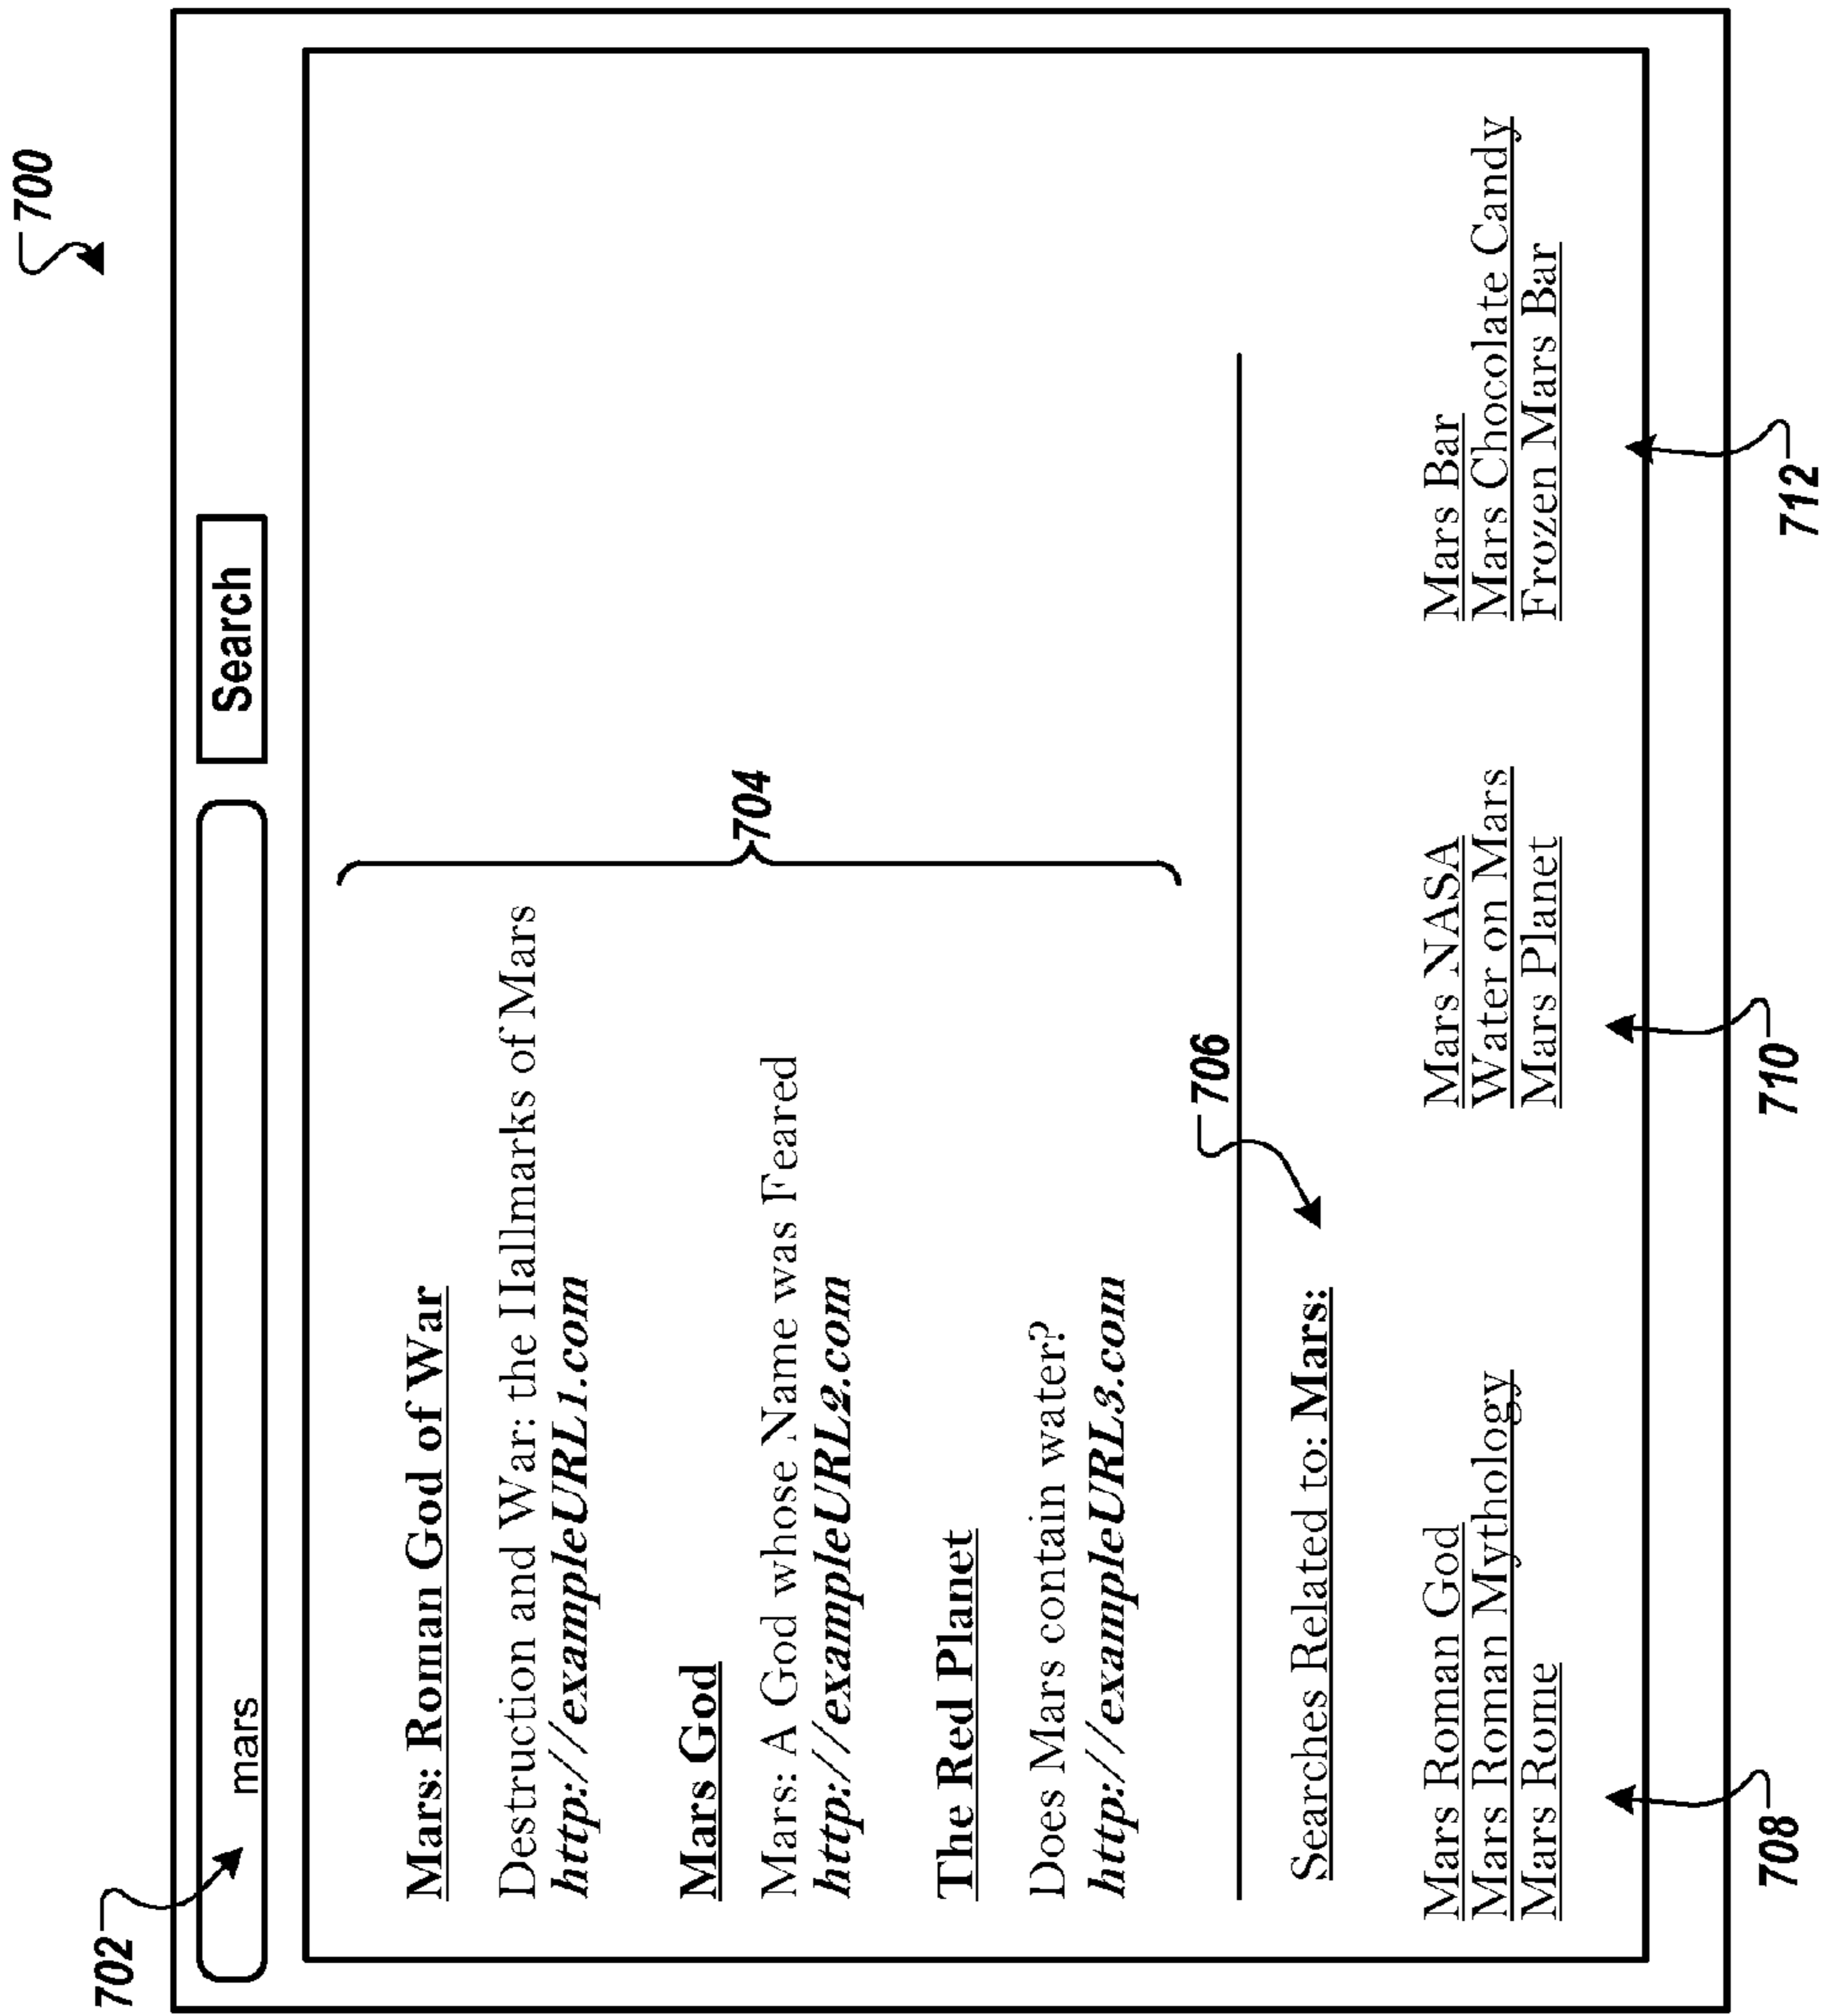 700
702
mars
Search
Mars: Roman God of War
Destruction and War: the Hallmarks of Mars
http://exampleURL1.com
704
Mars God
Mars: A God whose Name was Feared
http://exampleURL2.com
The Red Planet
Does Mars contain water?
http://exampleURL3.com
706
Searches Related to: Mars:
Mars Roman God
Mars Roman Mythology
Mars Rome
Mars NASA
Water on Mars
Mars Planet
Mars Bar
Mars Chocolate Candy
Frozen Mars Bar
708
710
712